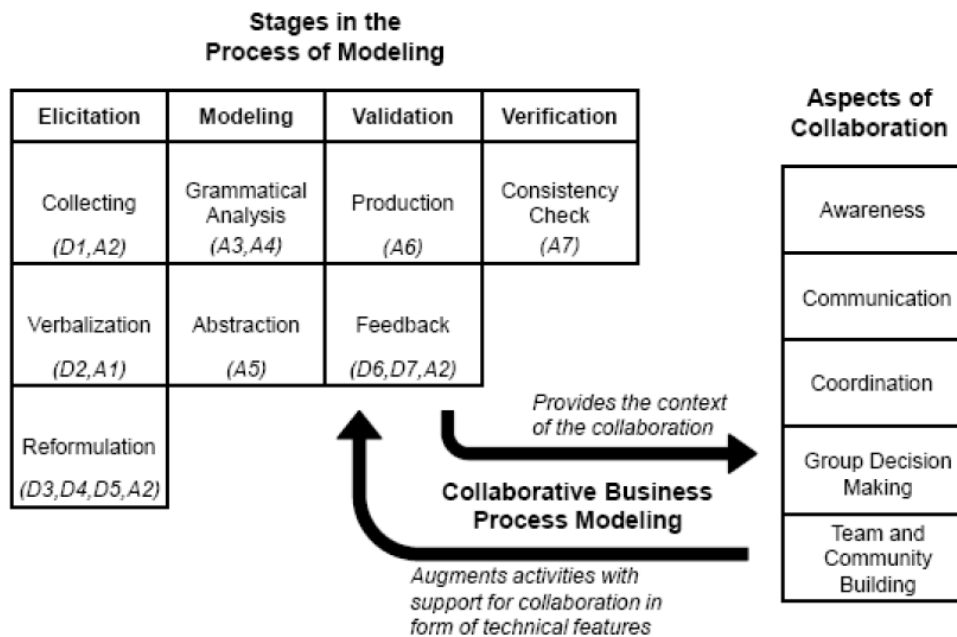 Stages in the
Process of Modeling
Elicitation
Modeling
Validation
Verification
Collecting
(D1,A2)
Grammatical
Analysis
(A3,A4)
Production
(A6)
Consistency
Check
(A7)
Verbalization
(D2,A1)
Abstraction
(A5)
Feedback
(D6,D7,A2)
Reformulation
(D3,D4,D5,A2)
Aspects of
Collaboration
Awareness
Communication
Coordination
Group Decision
Making
Team and
Community
Building
Provides the context
of the collaboration
Collaborative Business
Process Modeling
Augments activities with
support for collaboration in
form of technical features